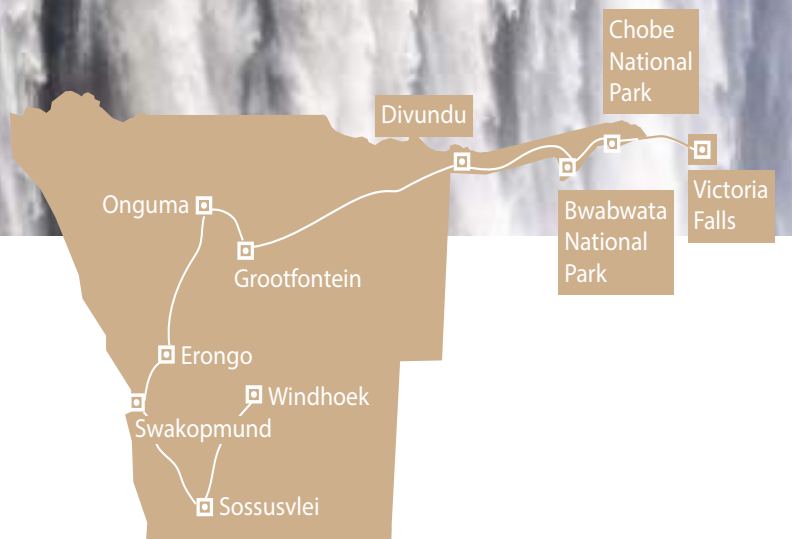 Chobe
National
Park
Divundu
Onguma
Bwabwata
National
Park
Victoria
Falls
Grootfontein
Erongo
Windhoek
Swakopmund
Sossusvlei